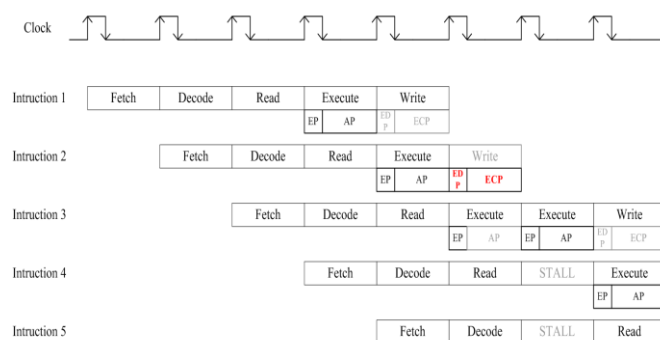 Clock
Intruction 1 Fetch Decode Read Execute Write
EP AP ED P ECP
Intruction 2 Fetch Decode Read Execute Write
EP AP ED P ECP
Intruction 3 Fetch Decode Read Execute Execute Write
EP AP EP AP ED P ECP
Intruction 4 Fetch Decode Read STALL Execute
EP AP
Intruction 5 Fetch Decode STALL Read